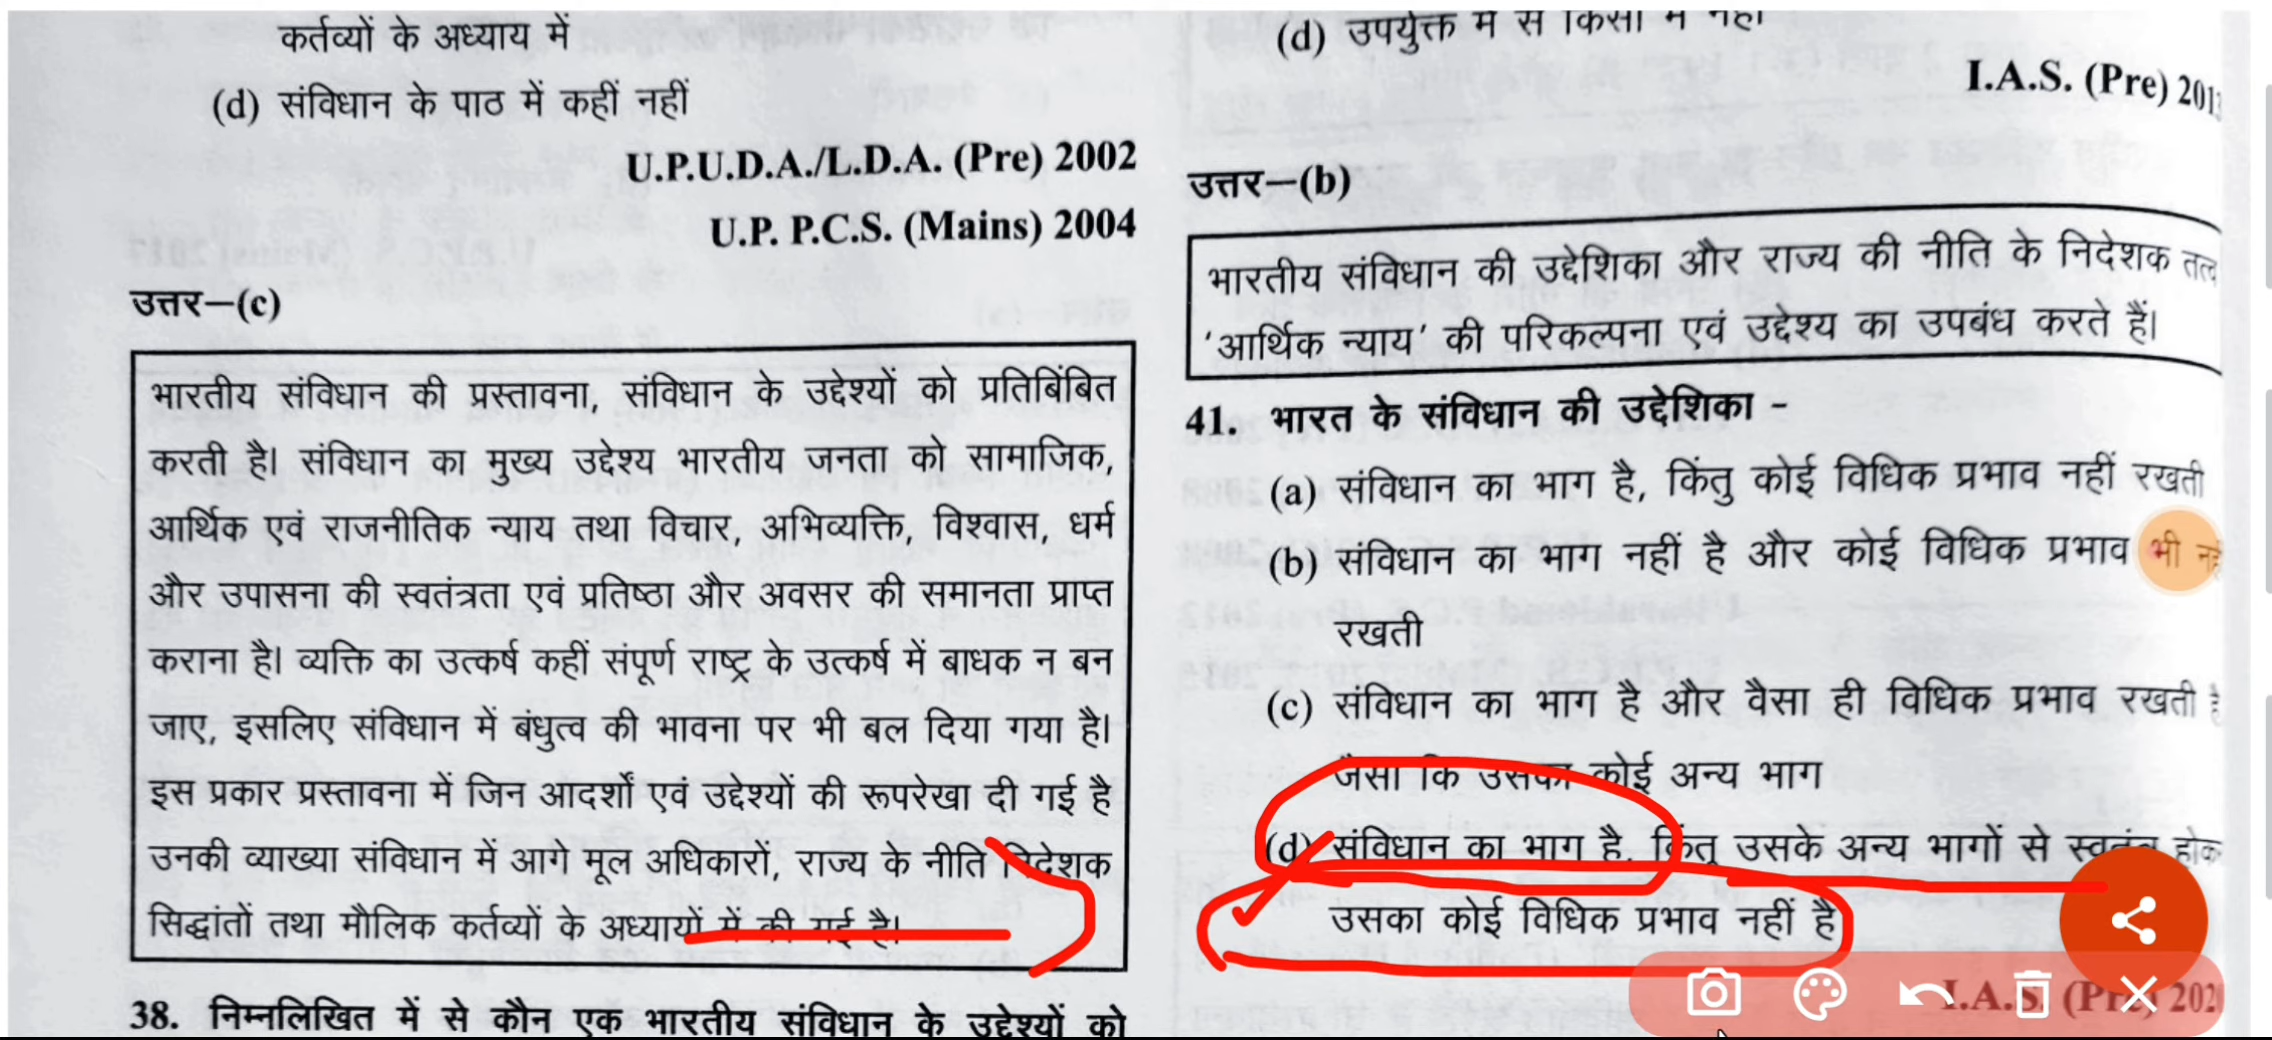 कर्तव्यों के अध्याय में
(d) संविधान के पाठ में कहीं नहीं
U.P.U.D.A./L.D.A. (Pre) 2002
U.P. P.C.S. (Mains) 2004
उत्तर–(c)
भारतीय संविधान की प्रस्तावना, संविधान के उद्देश्यों को प्रतिबिंबित
करती है। संविधान का मुख्य उद्देश्य भारतीय जनता को सामाजिक,
आर्थिक एवं राजनीतिक न्याय तथा विचार, अभिव्यक्ति, विश्वास, धर्म
और उपासना की स्वतंत्रता एवं प्रतिष्ठा और अवसर की समानता प्राप्त
कराना है। व्यक्ति का उत्कर्ष कहीं संपूर्ण राष्ट्र के उत्कर्ष में बाधक न बन
जाए, इसलिए संविधान में बंधुत्व की भावना पर भी बल दिया गया है।
इस प्रकार प्रस्तावना में जिन आदर्शों एवं उद्देश्यों की रूपरेखा दी गई है
उनकी व्याख्या संविधान में आगे मूल अधिकारों, राज्य के नीति निदेशक
सिद्धांतों तथा मौलिक कर्तव्यों के अध्यायों में की गई है।
38. निम्नलिखित में से कौन एक भारतीय संविधान के उद्देश्यों को
(d) उपर्युक्त में से किसी में नहीं
I.A.S. (Pre)
उत्तर–(b)
भारतीय संविधान की उद्देशिका और राज्य की नीति के निदेशक
'आर्थिक न्याय' की परिकल्पना एवं उद्देश्य का उपबंध करते हैं।
41. भारत के संविधान की उद्देशिका -
(a) संविधान का भाग है, किंतु कोई विधिक प्रभाव नहीं रखती
(b) संविधान का भाग नहीं है और कोई विधिक प्रभाव भी
रखती
(c) संविधान का भाग है और वैसा ही विधिक प्रभाव रखती
जैसा कि उसका कोई अन्य भाग
(d) संविधान का भाग है, किंतु उसके अन्य भागों से स्वतंत्र
उसका कोई विधिक प्रभाव नहीं है
I.A.S. (Pre)